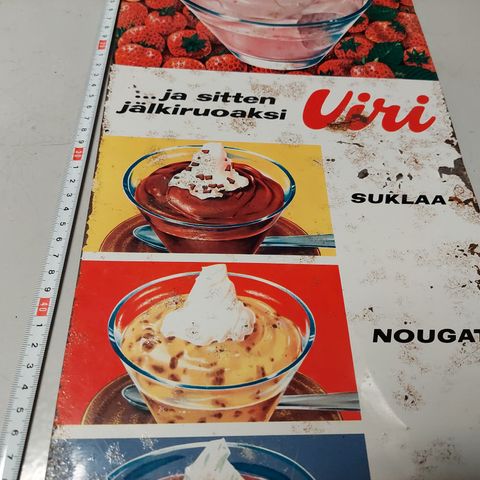 ...ja sitten
jälkiruoaksi
Viri
SUKLAA
NOUGAT